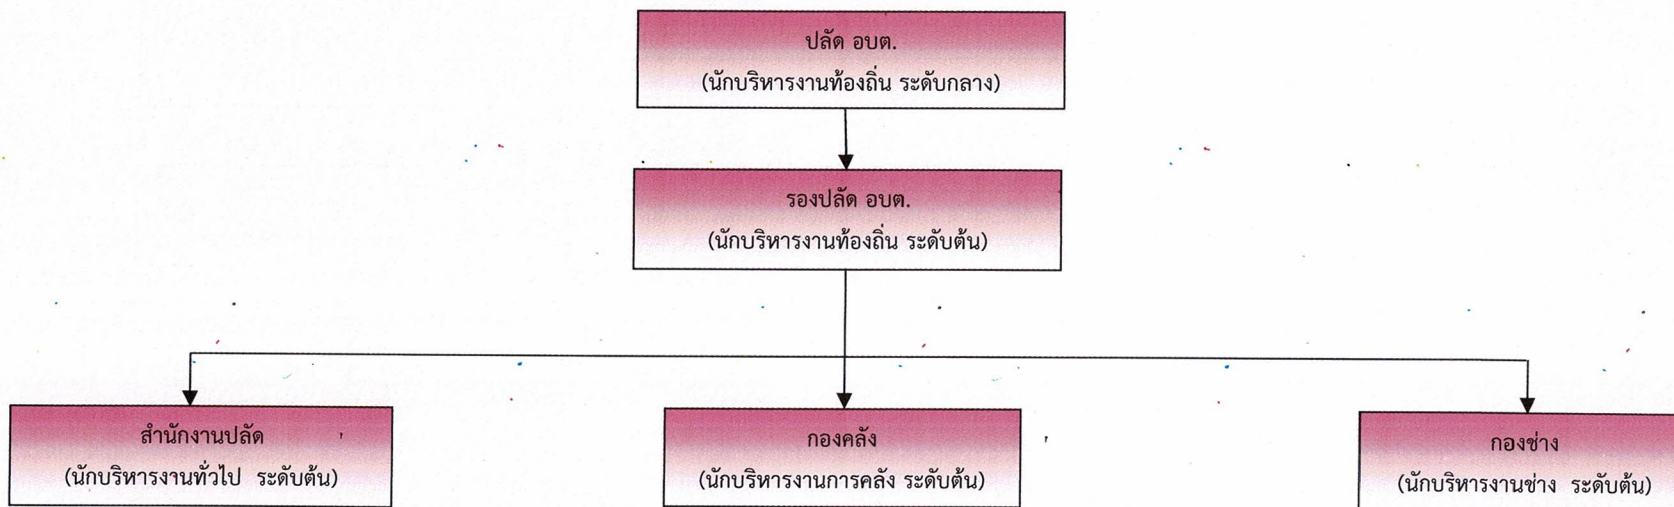 ปลัด อบต.
(นักบริหารงานท้องถิ่น ระดับกลาง)
รองปลัด อบต.
(นักบริหารงานท้องถิ่น ระดับต้น)
สำนักงานปลัด
(นักบริหารงานทั่วไป ระดับต้น)
กองคลัง
(นักบริหารงานการคลัง ระดับต้น)
กองช่าง
(นักบริหารงานช่าง ระดับต้น)